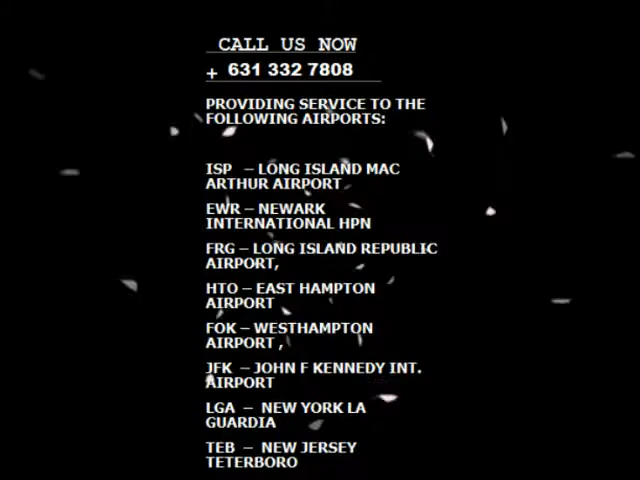 CALL US NOW
+ 631 332 7808
PROVIDING SERVICE TO THE
FOLLOWING AIRPORTS:
ISP – LONG ISLAND MAC
ARTHUR AIRPORT
EWR – NEWARK
INTERNATIONAL HPN
FRG – LONG ISLAND REPUBLIC
AIRPORT,
HTO – EAST HAMPTON
AIRPORT
FOK – WESTHAMPTON
AIRPORT ,
JFK – JOHN F KENNEDY INT.
AIRPORT
LGA – NEW YORK LA
GUARDIA
TEB – NEW JERSEY
TETERBORO